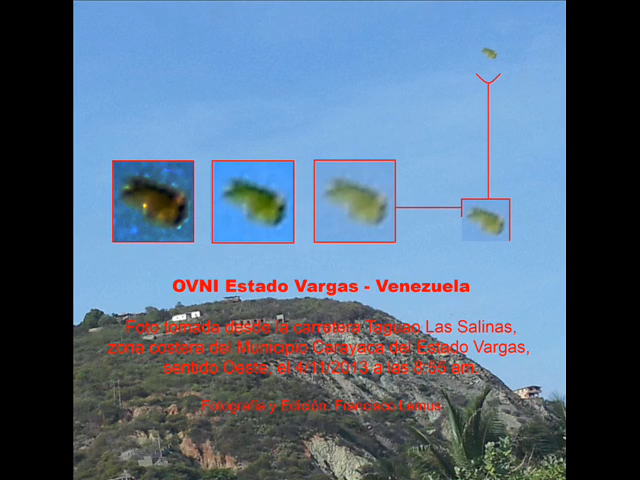 OVNI Estado Vargas - Venezuela
Foto tomada desde la carretera Taguao Las Salinas,
zona costera del Municipio Carayaca del Estado Vargas,
sentido Oeste, el 4/11/2013 a las 8:55 am.
Fotografía y Edición: Francisco Lemus